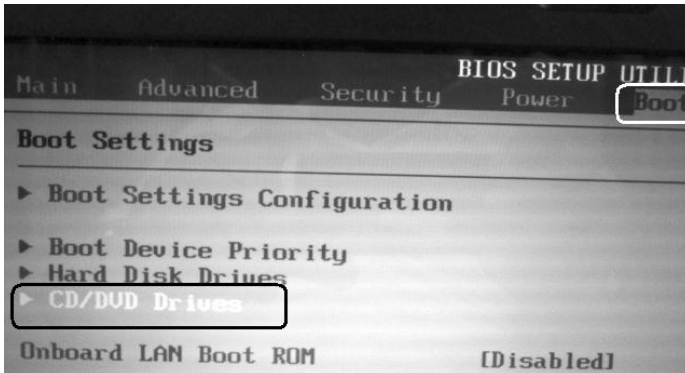 BIOS SETUP UTILI
Main Advanced Security Power Boot
Boot Settings
▶ Boot Settings Configuration
▶ Boot Device Priority
▶ Hard Disk Drives
▶ CD/DVD Drives
Onboard LAN Boot ROM [Disabled]